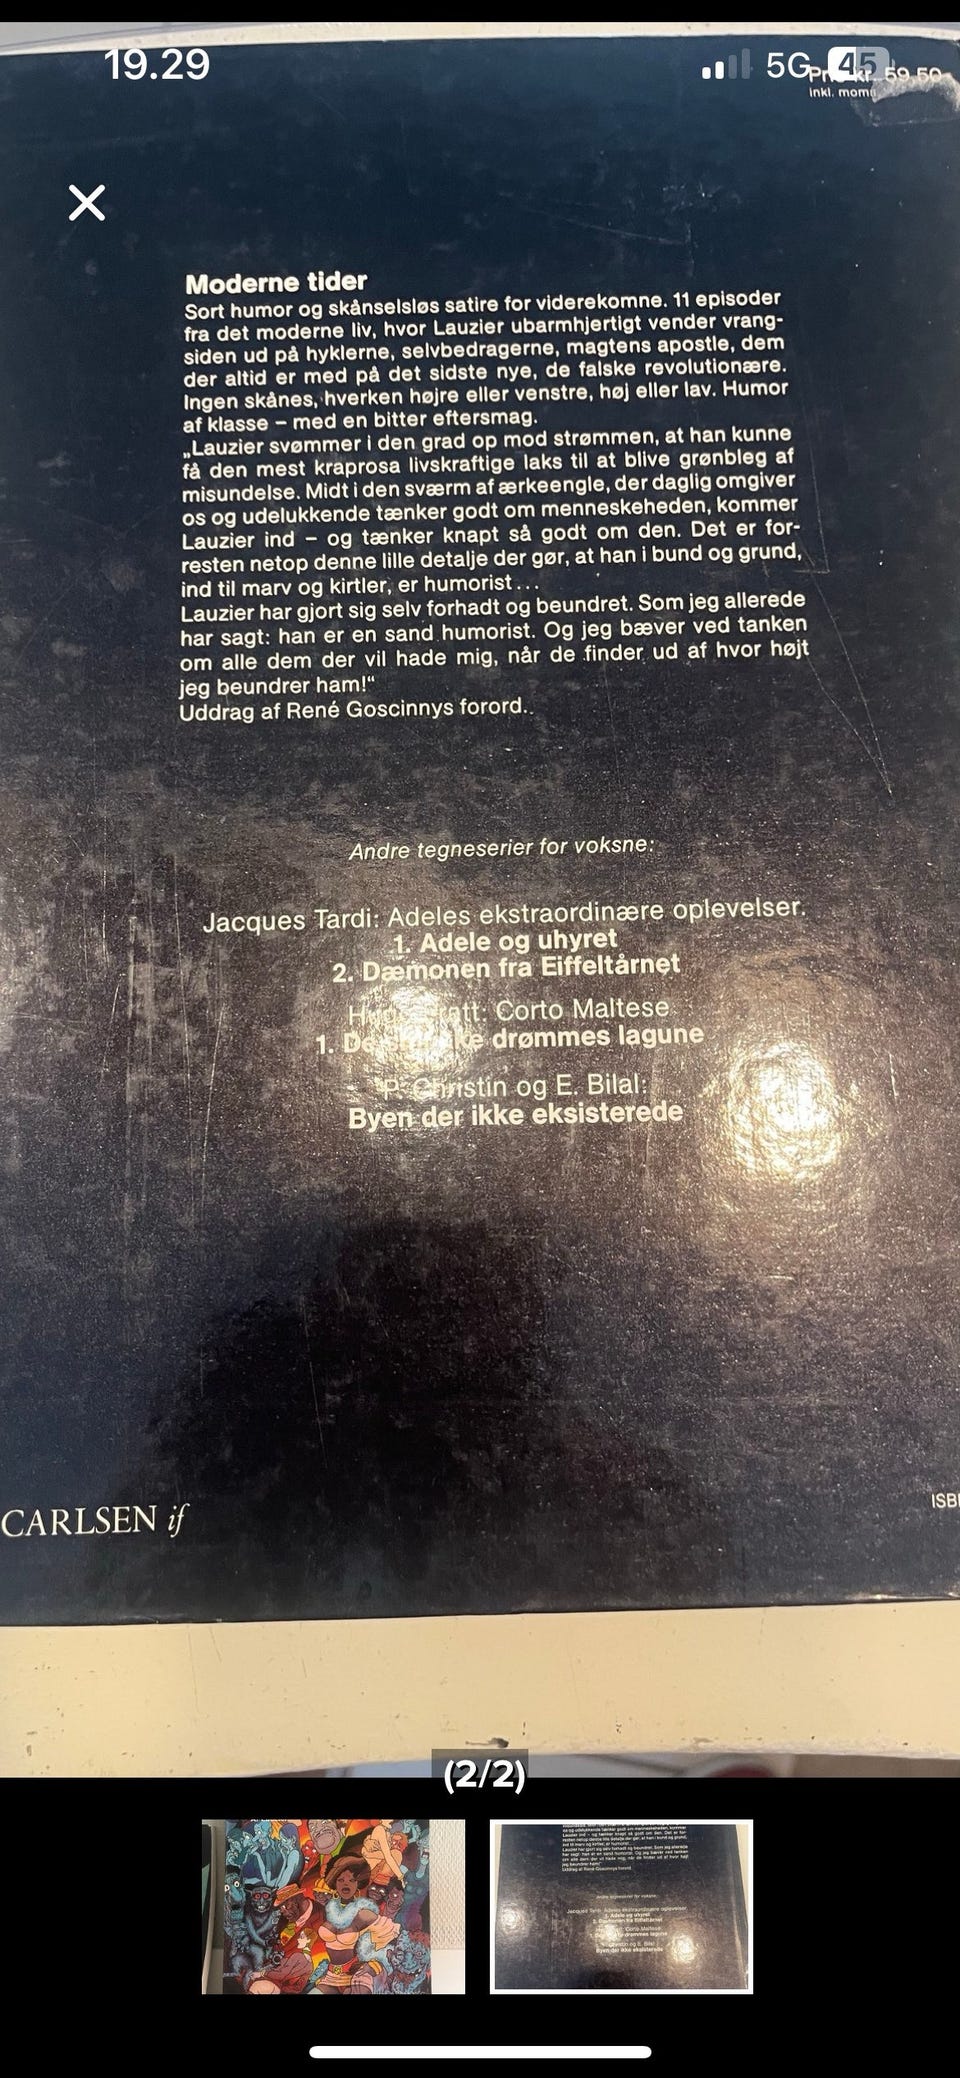 19.29
5G
45
kr. 59,50
inkl. moms
Moderne tider
Sort humor og skånselsløs satire for viderekomne. 11 episoder
fra det moderne liv, hvor Lauzier ubarmhjertigt vender vrang-
siden ud på hyklerne, selvbedragerne, magtens apostle, dem
der altid er med på det sidste nye, de falske revolutionære.
Ingen skånes, hverken højre eller venstre, høj eller lav. Humor
af klasse – med en bitter eftersmag.
„Lauzier svømmer i den grad op mod strømmen, at han kunne
få den mest kraprosa livskraftige laks til at blive grønbleg af
misundelse. Midt i den sværm af ærkeengle, der daglig omgiver
os og udelukkende tænker godt om menneskeheden, kommer
Lauzier ind – og tænker knapt så godt om den. Det er for-
resten netop denne lille detalje der gør, at han i bund og grund,
ind til marv og kirtler, er humorist...
Lauzier har gjort sig selv forhadt og beundret. Som jeg allerede
har sagt: han er en sand humorist. Og jeg bæver ved tanken
om alle dem der vil hade mig, når de finder ud af hvor højt
jeg beundrer ham!“
Uddrag af René Goscinnys forord..
Andre tegneserier for voksne:
Jacques Tardi: Adeles ekstraordinære oplevelser.
1. Adele og uhyret
2. Dæmonen fra Eiffeltårnet
Corto Maltese
1. drømmes lagune
P. Christin og E. Bilal:
Byen der ikke eksisterede
CARLSEN if
ISB
(2/2)